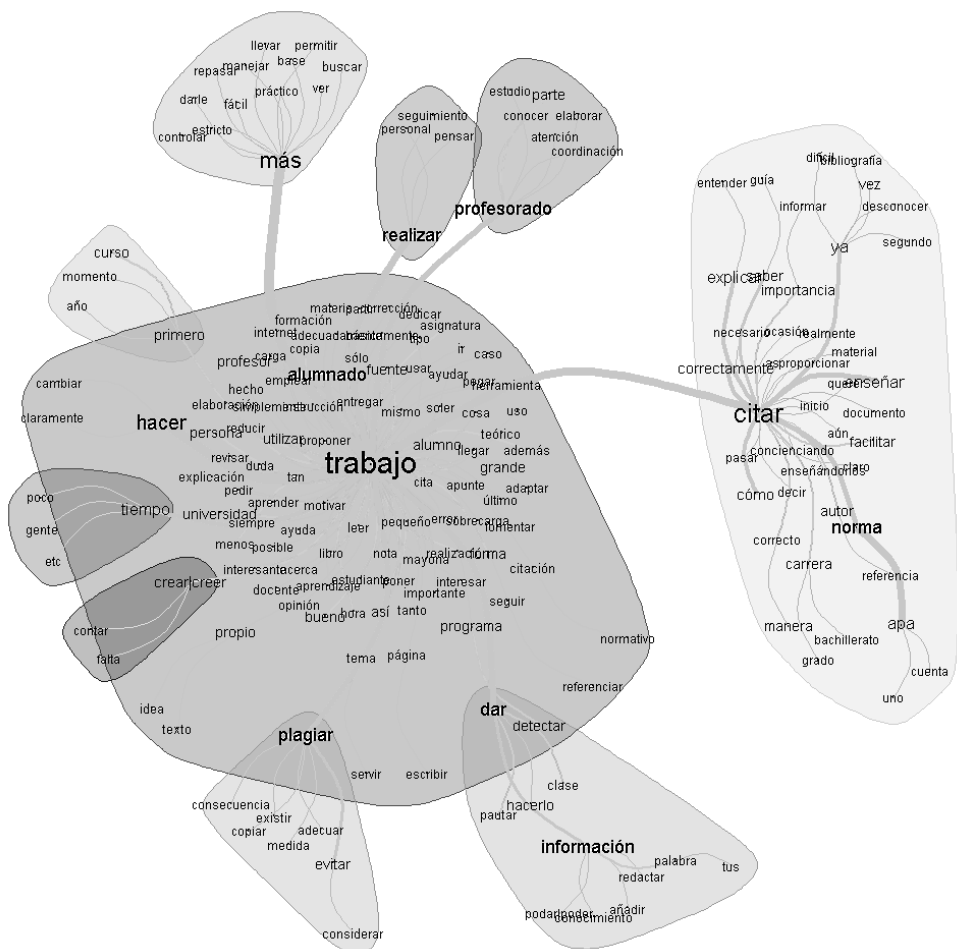 llevar permitir
manejar base
repasar buscar
práctico ver
darle fácil
estricto
controlar
más
seguimiento
personal pensar
realizar
estudio parte
conocer elaborar
atención
coordinación
profesorado
curso
momento
año
primero
difícil bibliografía
entender guía vez
informar desconocer
ya segundo
explicar saber
importancia
necesario ocasión realmente
material
correctamente proporcionar
enseñar
citar inicio documento
aún facilitar
pasar concienciando
enseñándonos claro
cómo decir
autor
norma
correcto
carrera referencia
manera apa
bachillerato
grado cuenta
uno
materia corrección
formación dedicar
internet asignatura
copia
carga sólo ir caso
profesor alumnado fuente usar ayudar
hecho emplear pegar herramienta
elaboración entregar
mismo soler cosa uso
hacer reducir
persona utilizar proponer alumno teórico
llegar además
revisar duda trabajo grande
explicación tan cita apunte adaptar
pedir aprender motivar último
tiempo universidad
siempre ayuda leer pequeño error sobrecarga fomentar
menos posible libro nota mayoría realización forma
interesante acerca citación
crear|creer estudiante poner interesar
docente aprendizaje importante
opinión bueno hora así tanto seguir
propio programa
tema página
normativo
referenciar
cambiar
claramente
poco
gente
etc
contar
falta
idea
texto
servir escribir
plagiar
consecuencia
existir
copiar adecuar
medida
evitar
considerar
dar
detectar
clase
hacerlo
pautar
información
palabra tus
redactar
añadir
podar|poder
conocimiento